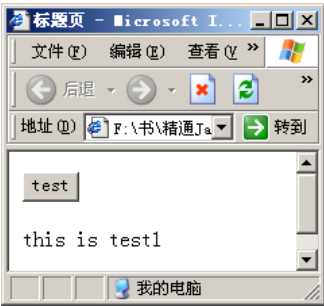 标题页 - Microsoft I...
文件(F) 编辑(E) 查看(V »
后退 »
地址(D) F:\书\精通Ja 转到
test
this is test1
我的电脑